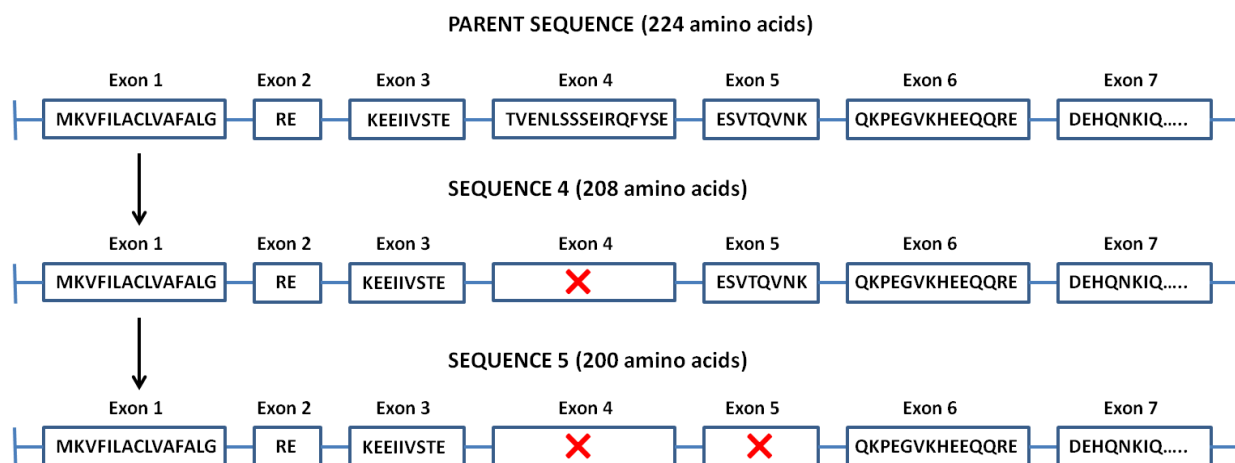 PARENT SEQUENCE (224 amino acids)
Exon 1 Exon 2 Exon 3 Exon 4 Exon 5 Exon 6 Exon 7
MKVFILACLVAFALG RE KEEIIVSTE TVENLSSSEIRQFYSE ESVTQVNK QKPEGVKHEEQQRE DEHQNKIQ.....
SEQUENCE 4 (208 amino acids)
Exon 1 Exon 2 Exon 3 Exon 4 Exon 5 Exon 6 Exon 7
MKVFILACLVAFALG RE KEEIIVSTE ESVTQVNK QKPEGVKHEEQQRE DEHQNKIQ.....
SEQUENCE 5 (200 amino acids)
Exon 1 Exon 2 Exon 3 Exon 4 Exon 5 Exon 6 Exon 7
MKVFILACLVAFALG RE KEEIIVSTE QKPEGVKHEEQQRE DEHQNKIQ.....